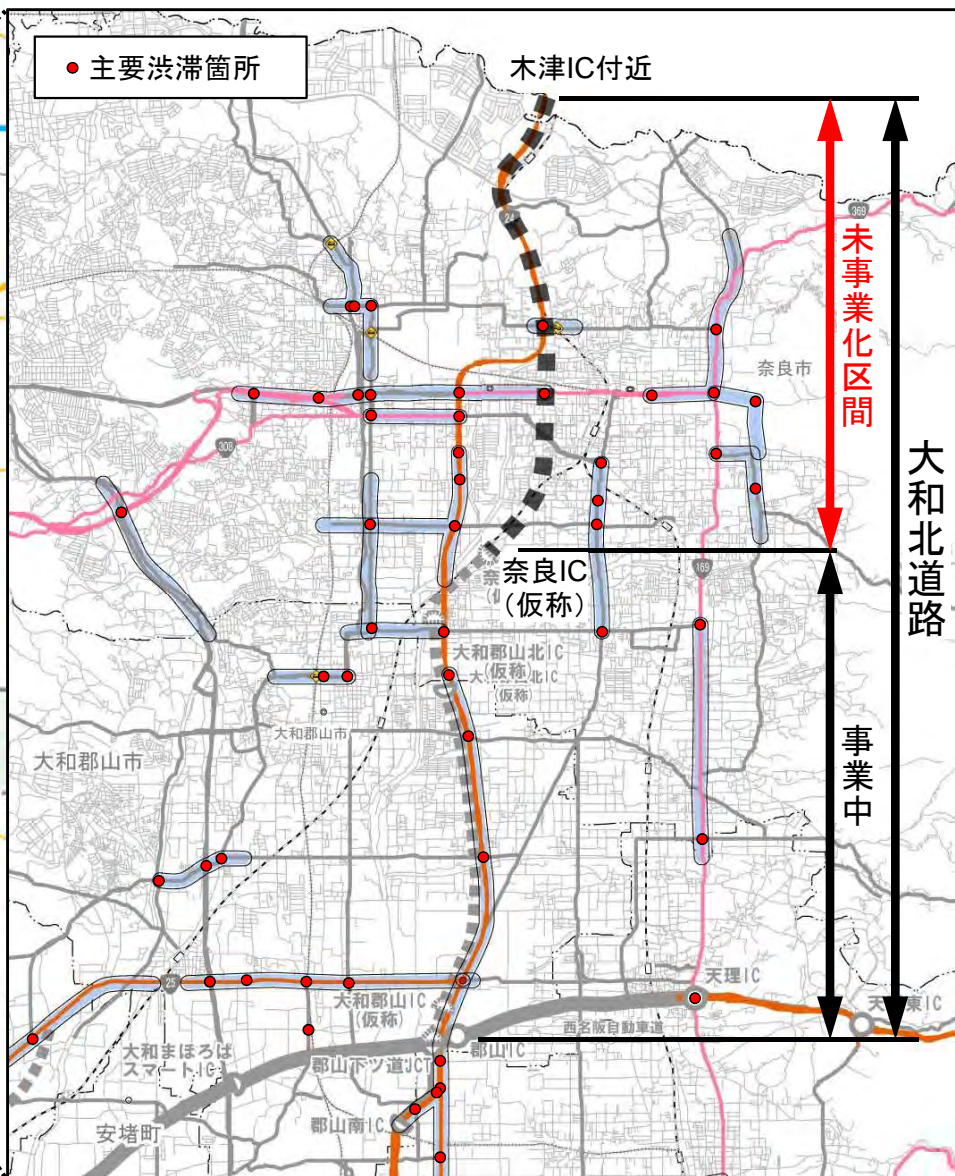 主要渋滞箇所
木津IC付近
369
24
未事業化区間
奈良市
308
大和北道路
奈良IC
(仮称)
169
大和郡山北IC
(仮称)
(仮称)
大和郡山市
大和郡山市
事業中
25
天理IC
大和郡山IC
(仮称)
西名阪自動車道
大和まほろば
スマートIC
郡山下ツ道JCT
郡山IC
郡山南IC
安堵町